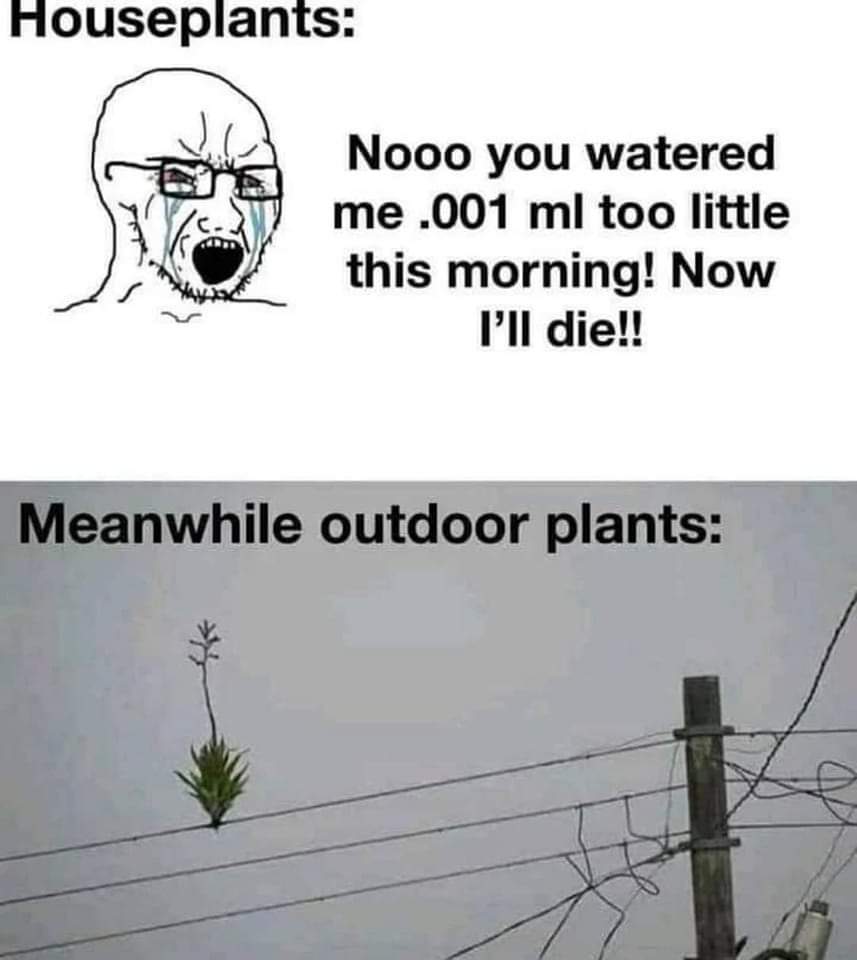 Houseplants:
Nooo you watered
me .001 ml too little
this morning! Now
I’ll die!!
Meanwhile outdoor plants: